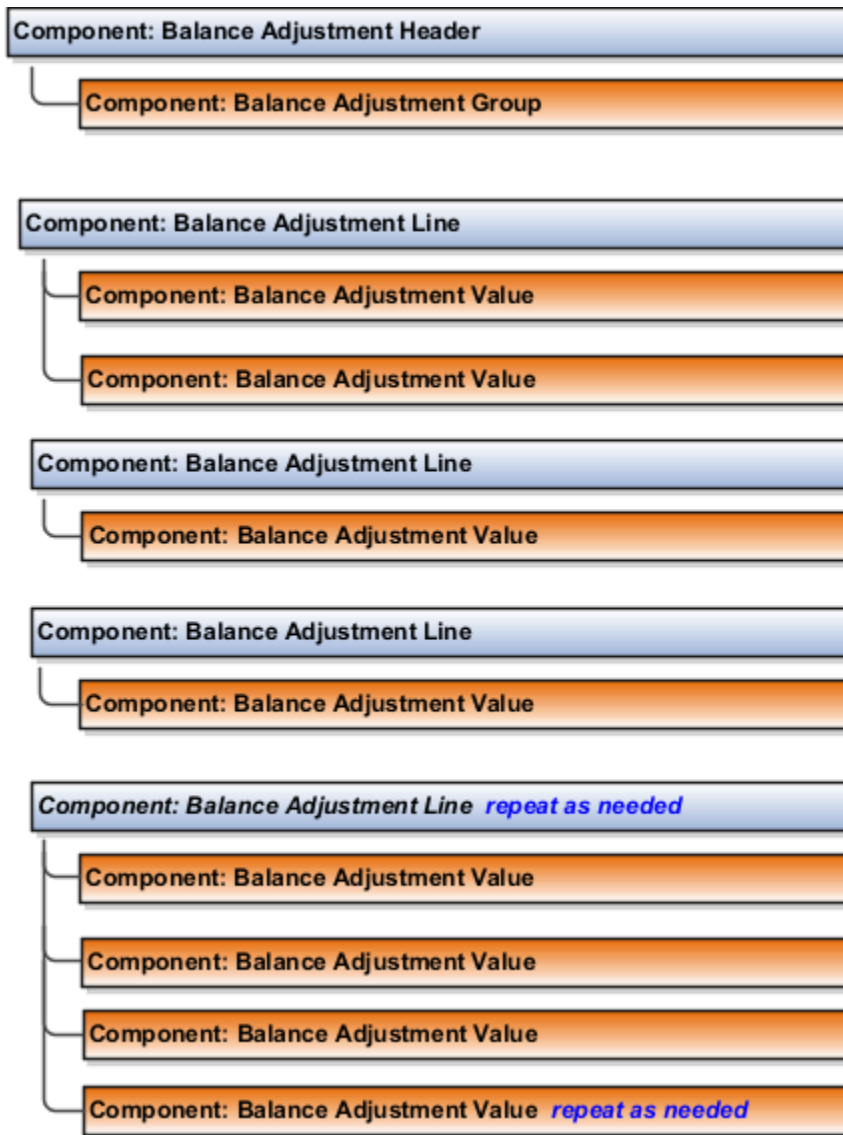 Component: Balance Adjustment Header
Component: Balance Adjustment Group
Component: Balance Adjustment Line
Component: Balance Adjustment Value
Component: Balance Adjustment Value
Component: Balance Adjustment Line
Component: Balance Adjustment Value
Component: Balance Adjustment Line
Component: Balance Adjustment Value
Component: Balance Adjustment Line repeat as needed
Component: Balance Adjustment Value
Component: Balance Adjustment Value
Component: Balance Adjustment Value
Component: Balance Adjustment Value repeat as needed